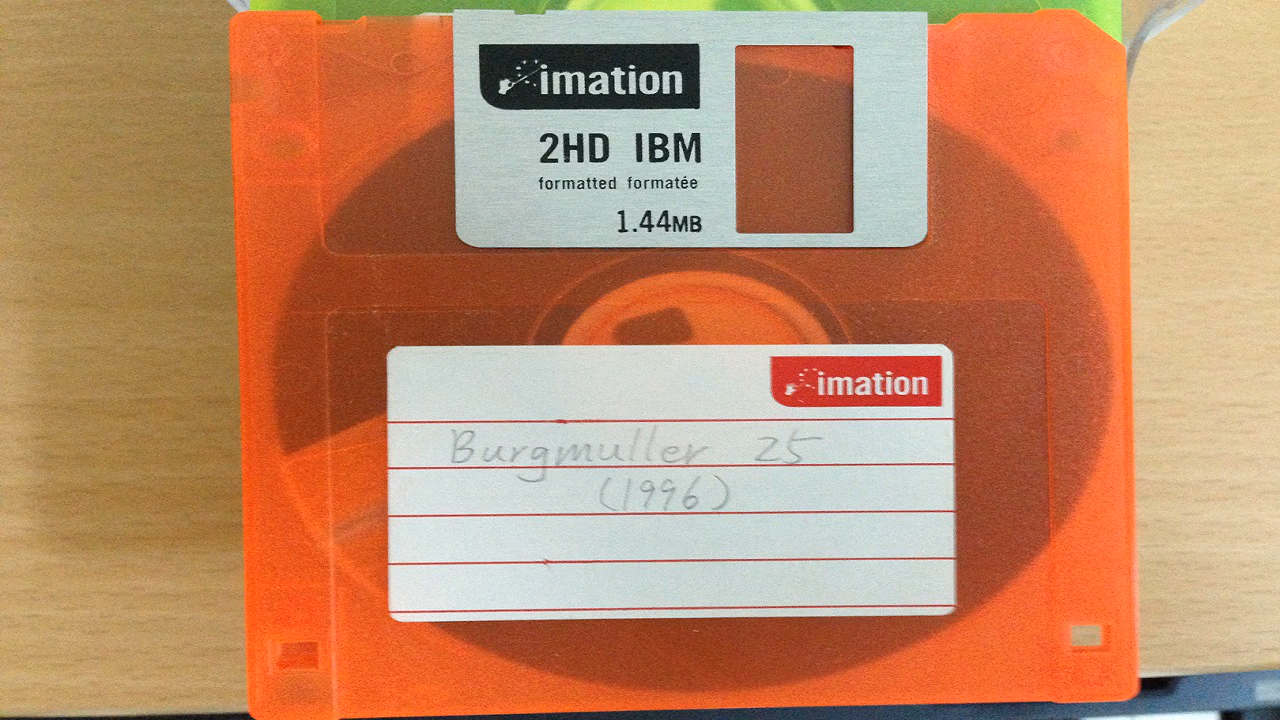 imation
2HD IBM
formatted formatée
1.44MB
imation
Burgmuller 25
(1996)